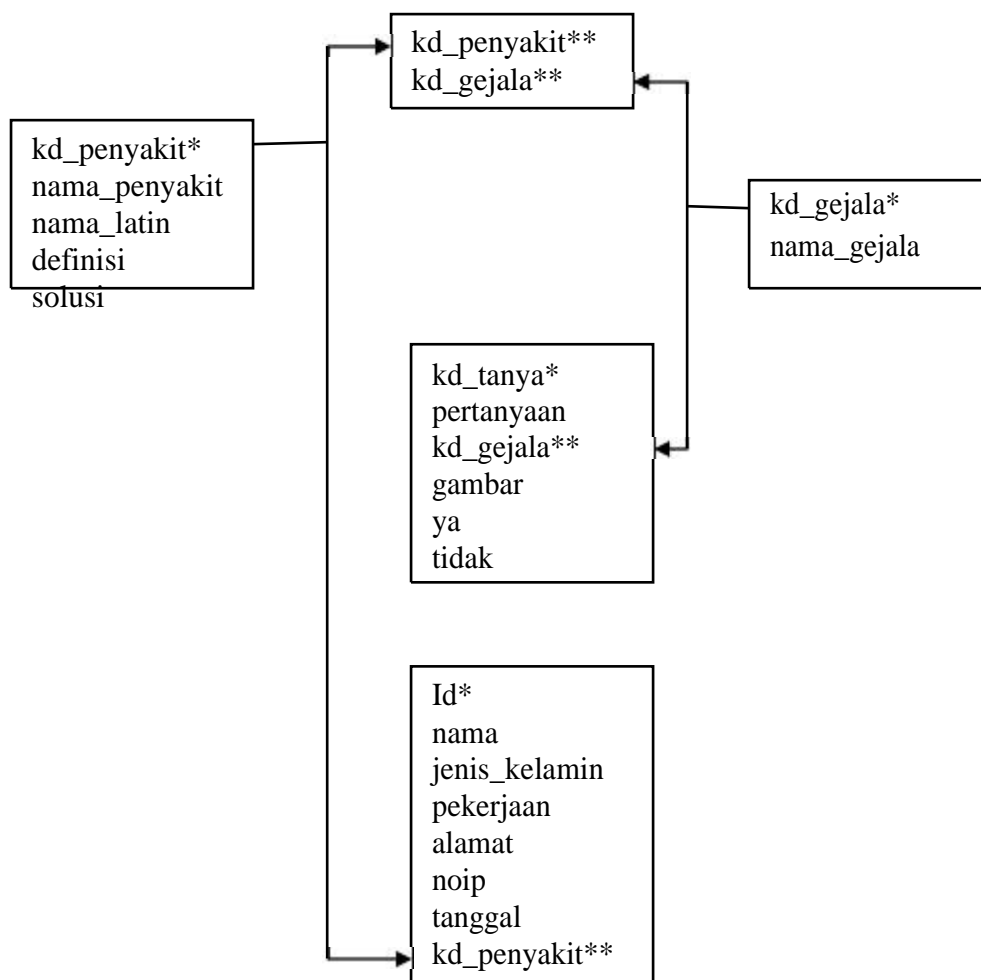 kd_penyakit**
kd_gejala**
kd_penyakit*
nama_penyakit
nama_latin
definisi
solusi
kd_gejala*
nama_gejala
kd_tanya*
pertanyaan
kd_gejala**
gambar
ya
tidak
Id*
nama
jenis_kelamin
pekerjaan
alamat
noip
tanggal
kd_penyakit**